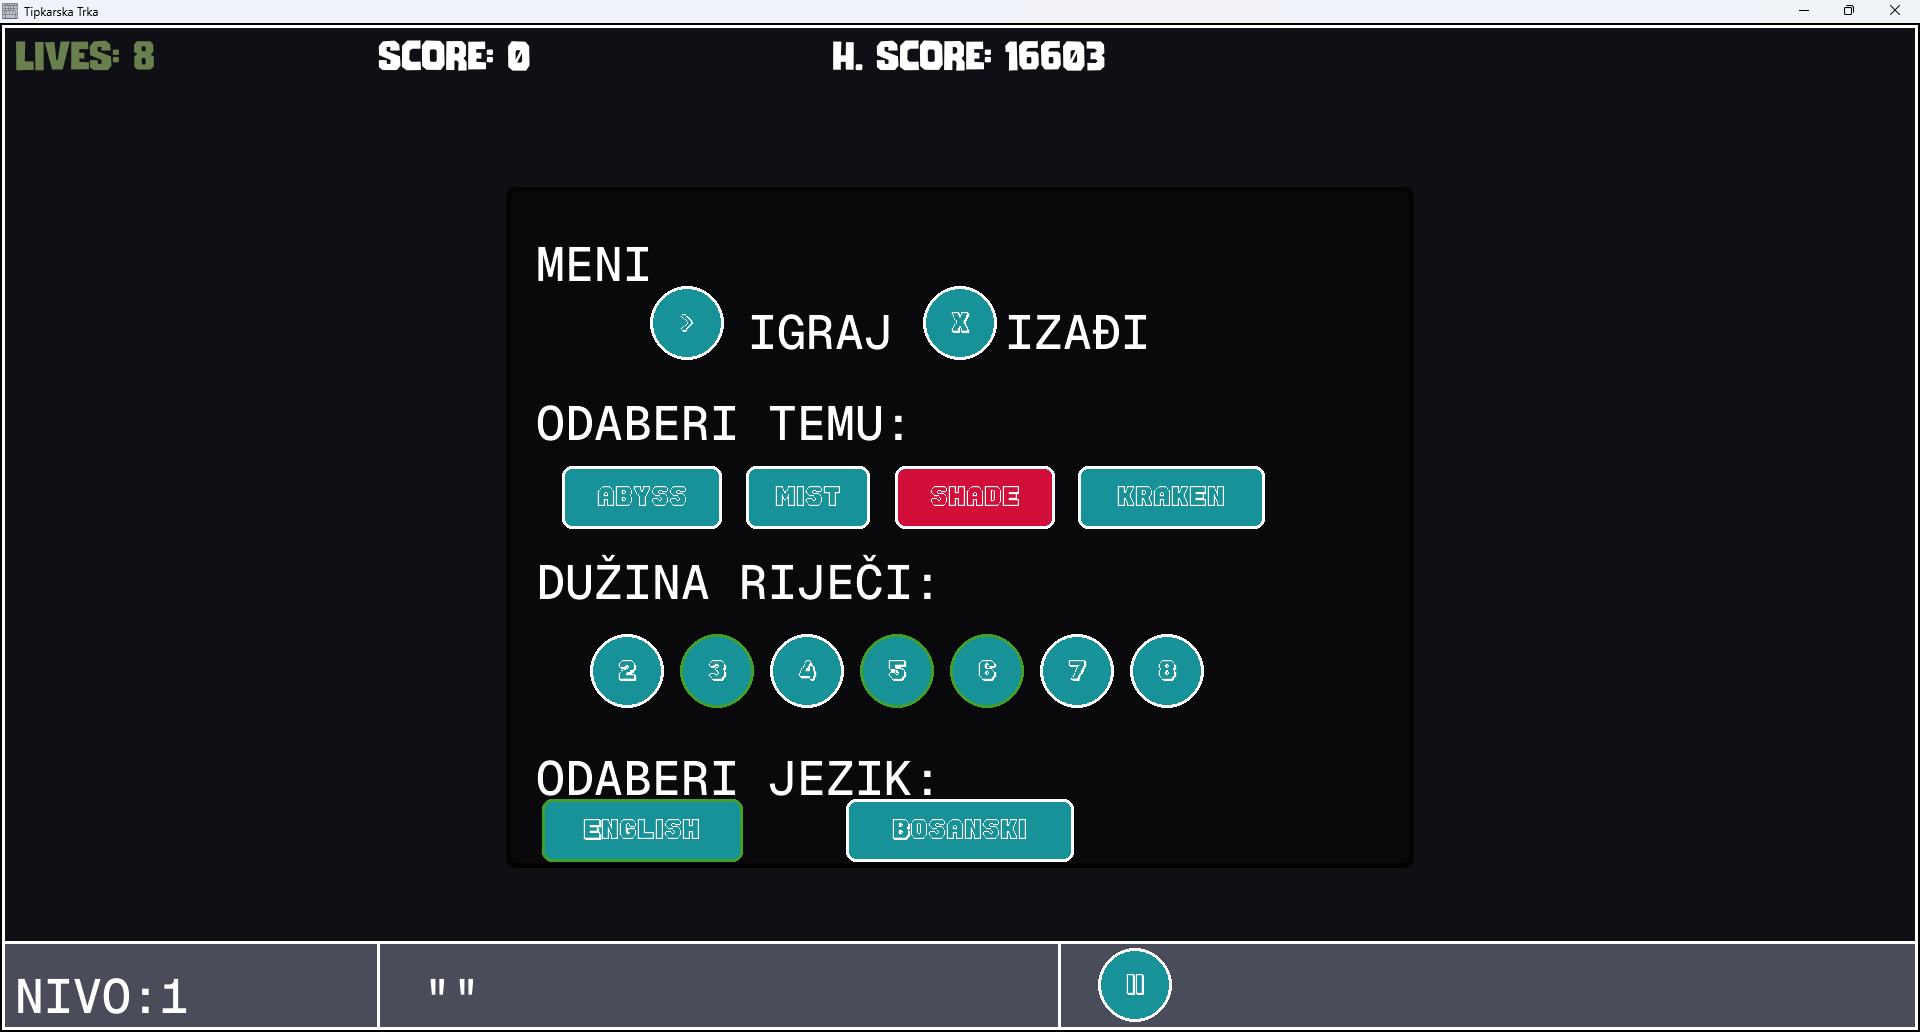 Tipkarska Trka
LIVES: 8 SCORE: 0 H. SCORE: 16603
MENI
> IGRAJ X IZAĐI
ODABERI TEMU:
ABYSS MIST SHADE KRAKEN
DUŽINA RIJEČI:
2 3 4 5 6 7 8
ODABERI JEZIK:
ENGLISH BOSANSKI
NIVO:1 ""